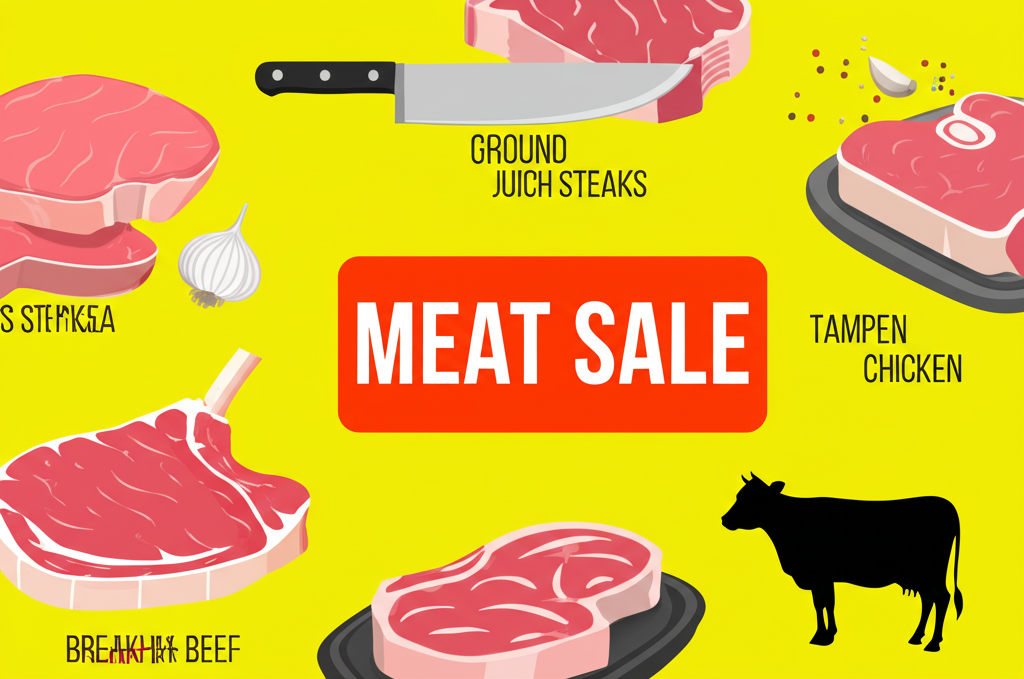 GROUND
JUICH STEAKS
MEAT SALE
TAMPEN
CHICKEN
BEEF